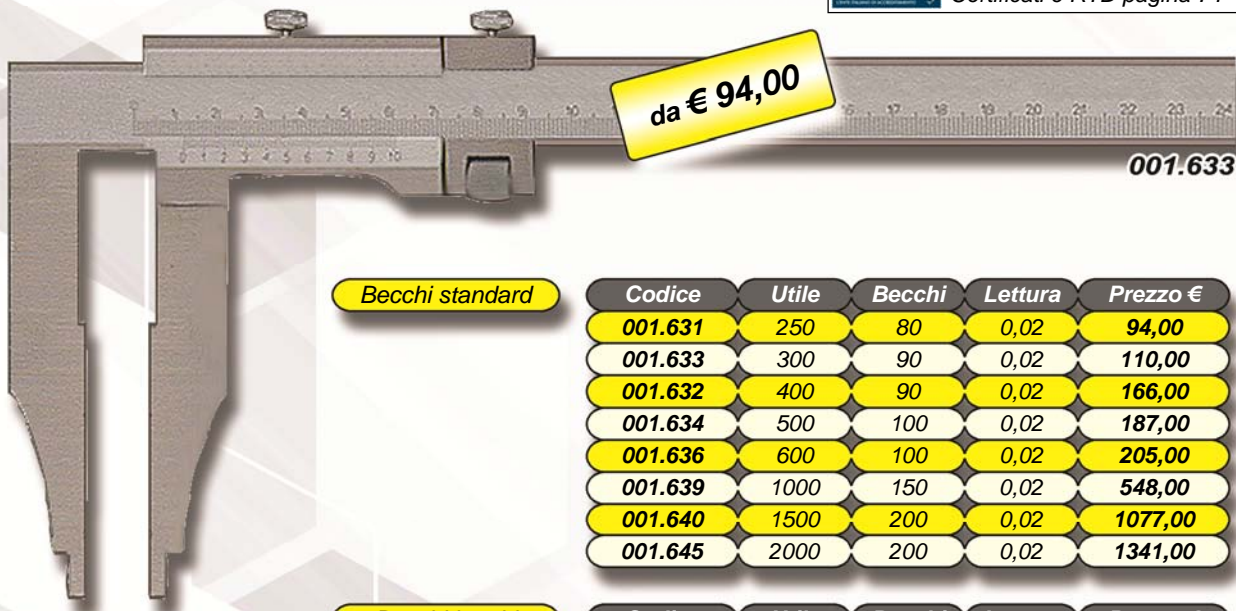 ENTE ITALIANO DI ACCREDITAMENTO
da € 94,00
001.633
Becchi standard
Codice Utile Becchi Lettura Prezzo €
001.631 250 80 0,02 94,00
001.633 300 90 0,02 110,00
001.632 400 90 0,02 166,00
001.634 500 100 0,02 187,00
001.636 600 100 0,02 205,00
001.639 1000 150 0,02 548,00
001.640 1500 200 0,02 1077,00
001.645 2000 200 0,02 1341,00